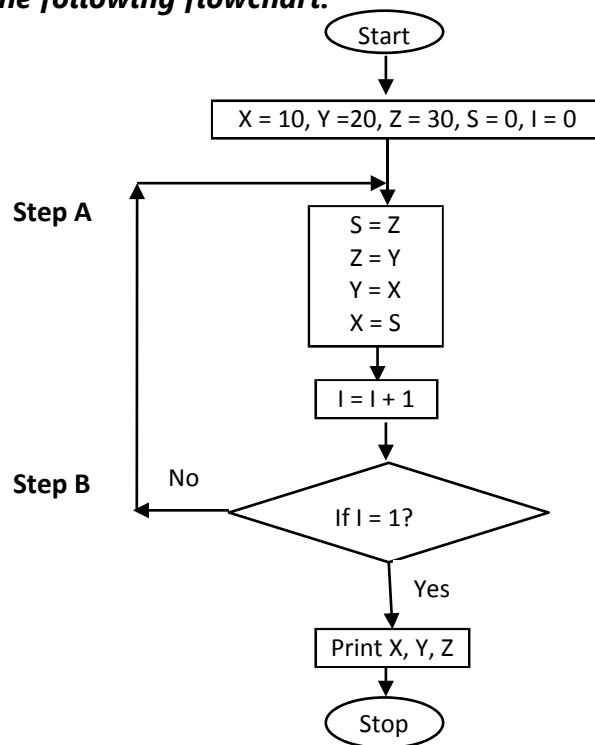 the following flowchart.
Start
X = 10, Y =20, Z = 30, S = 0, I = 0
Step A
S = Z
Z = Y
Y = X
X = S
I = I + 1
Step B
No
If I = 1?
Yes
Print X, Y, Z
Stop